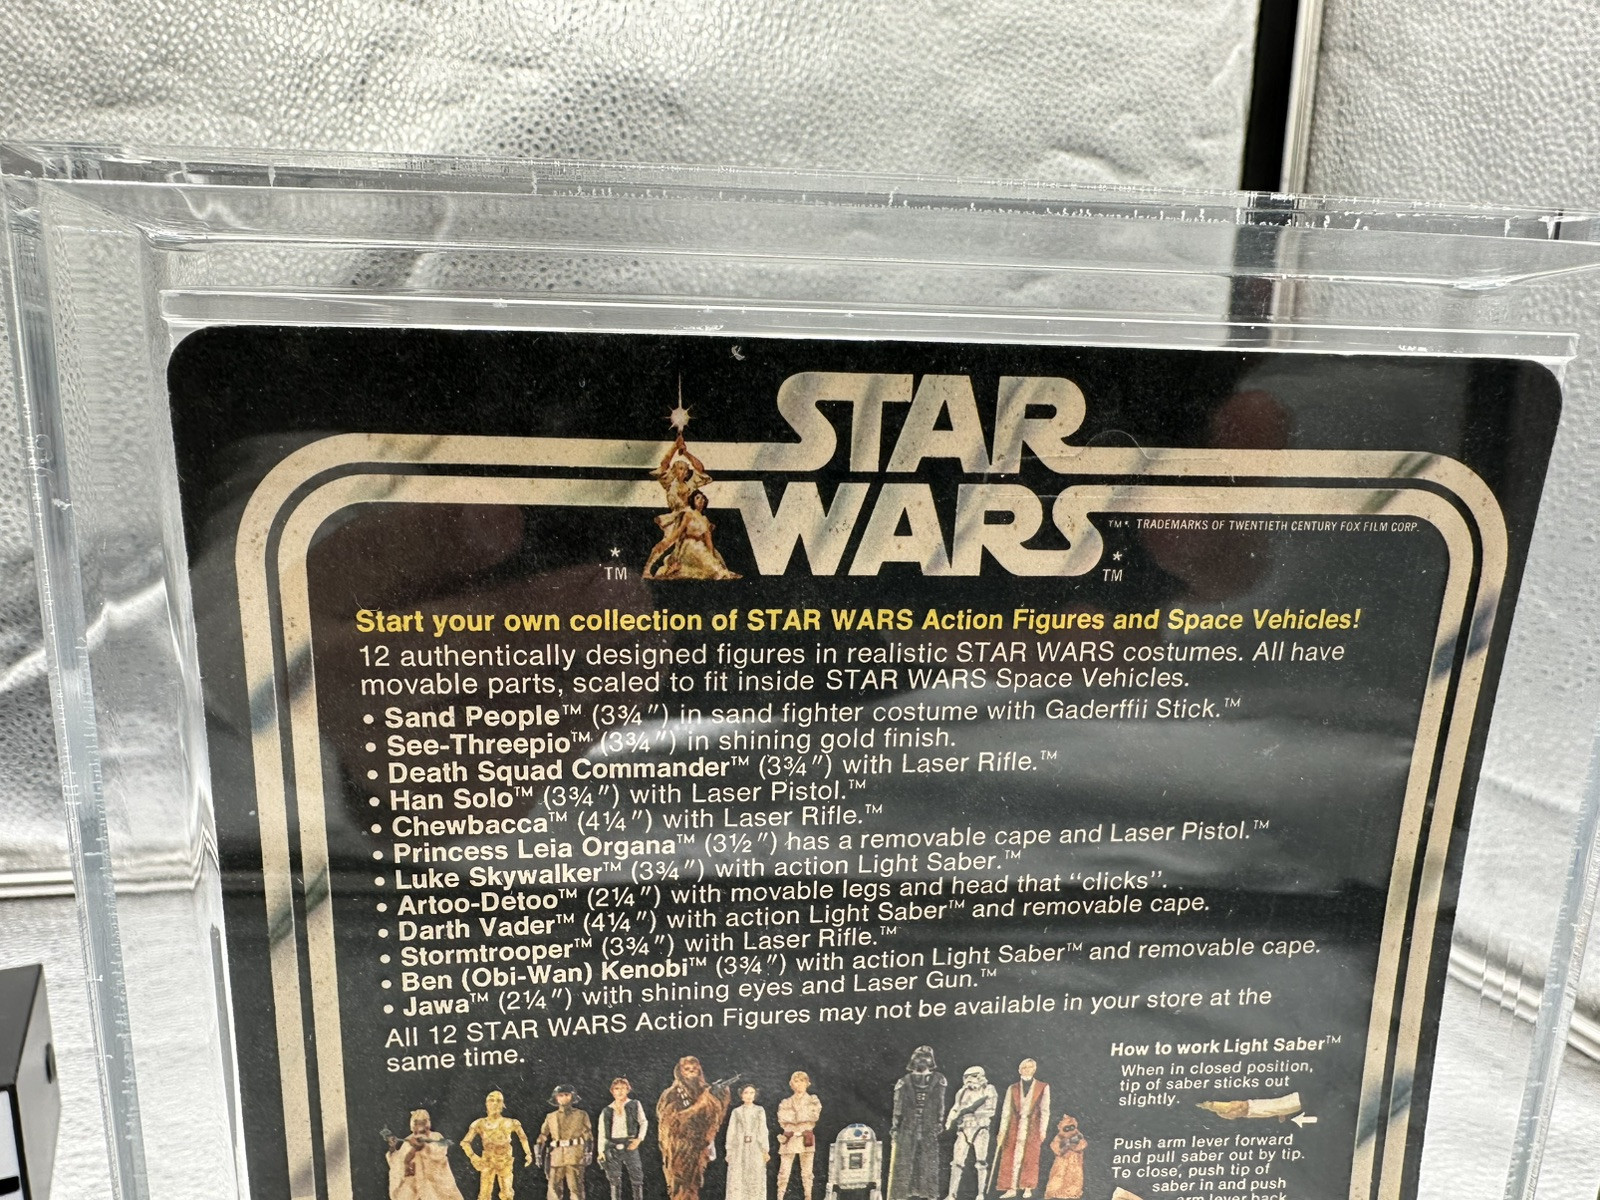 STAR
WARS
TM*, TRADEMARKS OF TWENTIETH CENTURY FOX FILM CORP.
*
TM
*
TM
Start your own collection of STAR WARS Action Figures and Space Vehicles!
12 authentically designed figures in realistic STAR WARS costumes. All have
movable parts, scaled to fit inside STAR WARS Space Vehicles.
• Sand People™ (3¾″) in sand fighter costume with Gaderffii Stick.™
• See-Threepio™ (3¾″) in shining gold finish.
• Death Squad Commander™ (3¾″) with Laser Rifle.™
• Han Solo™ (3¾″) with Laser Pistol.™
• Chewbacca™ (4¼″) with Laser Rifle.™
• Princess Leia Organa™ (3½″) has a removable cape and Laser Pistol.™
• Luke Skywalker™ (3¾″) with action Light Saber.™
• Artoo-Detoo™ (2¼″) with movable legs and head that “clicks”.
• Darth Vader™ (4¼″) with action Light Saber™ and removable cape.
• Stormtrooper™ (3¾″) with Laser Rifle.™
• Ben (Obi-Wan) Kenobi™ (3¾″) with action Light Saber™ and removable cape.
• Jawa™ (2¼″) with shining eyes and Laser Gun.™
All 12 STAR WARS Action Figures may not be available in your store at the
same time.
How to work Light Saber™
When in closed position,
tip of saber sticks out
slightly.
Push arm lever forward
and pull saber out by tip.
To close, push tip of
saber in and push
arm lever back